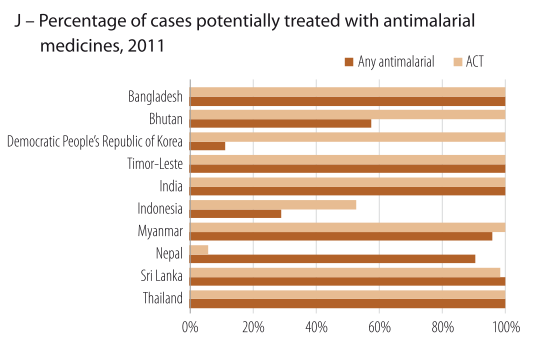 J – Percentage of cases potentially treated with antimalarial
medicines, 2011
Any antimalarial ACT
Bangladesh
Bhutan
Democratic People's Republic of Korea
Timor-Leste
India
Indonesia
Myanmar
Nepal
Sri Lanka
Thailand
0% 20% 40% 60% 80% 100%